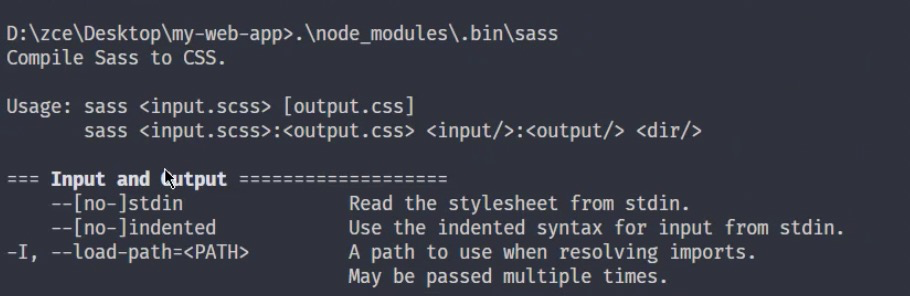 D:\zce\Desktop\my-web-app>.\node_modules\.bin\sass
Compile Sass to CSS.
Usage: sass <input.scss> [output.css]
sass <input.scss>:<output.css> <input/>:<output/> <dir/>
=== Input and Output ===================
--[no-]stdin Read the stylesheet from stdin.
--[no-]indented Use the indented syntax for input from stdin.
-I, --load-path=<PATH> A path to use when resolving imports.
May be passed multiple times.